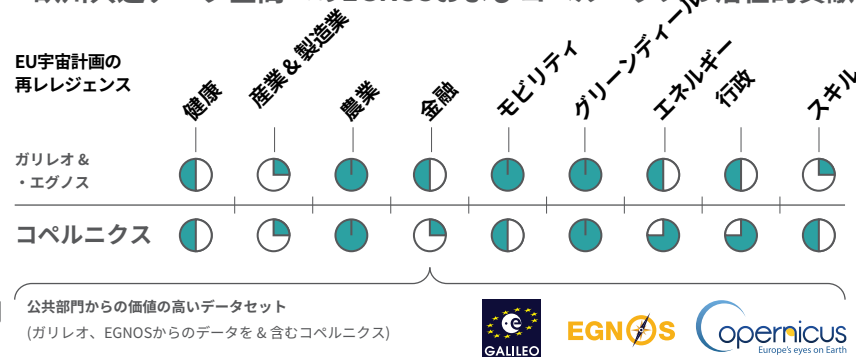 EU宇宙計画の
再レレジェンス
健康
産業 & 製造業
農業
金融
モビリティ
グリーンディール
エネルギー
行政
スキル
ガリレオ &
・エグノス
コペルニクス
公共部門からの価値の高いデータセット
(ガリレオ、EGNOSからのデータを & 含むコペルニクス)
GALILEO
EGNOS
Copernicus
Europe's eyes on Earth